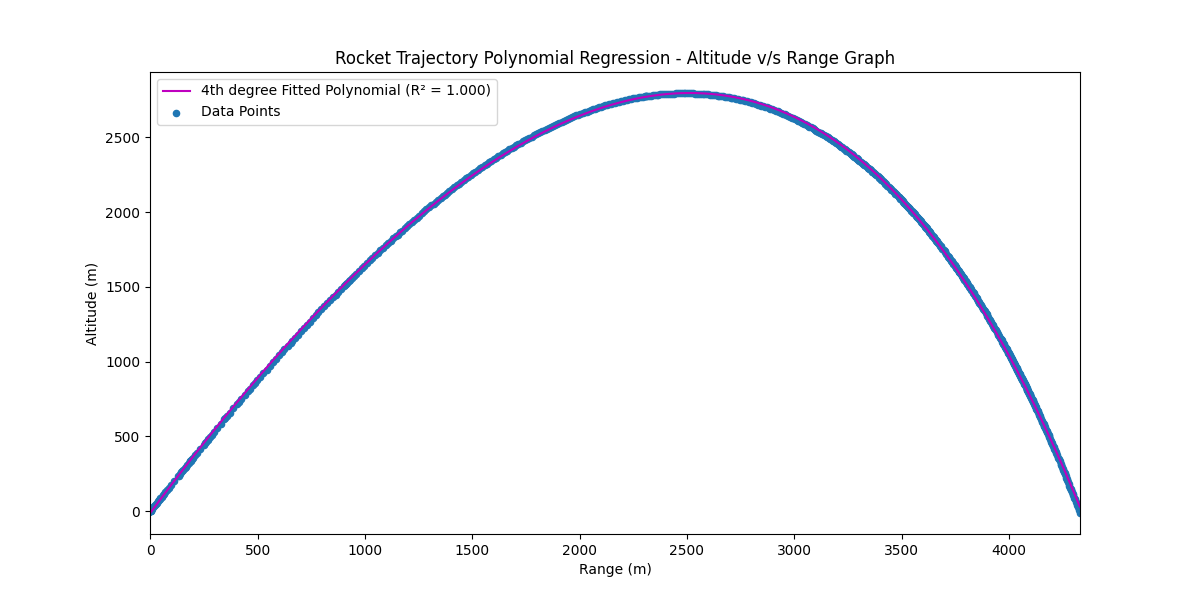 Rocket Trajectory Polynomial Regression - Altitude v/s Range Graph
4th degree Fitted Polynomial (R² = 1.000)
Data Points
2500
2000
1500
1000
500
0
Altitude (m)
0 500 1000 1500 2000 2500 3000 3500 4000
Range (m)